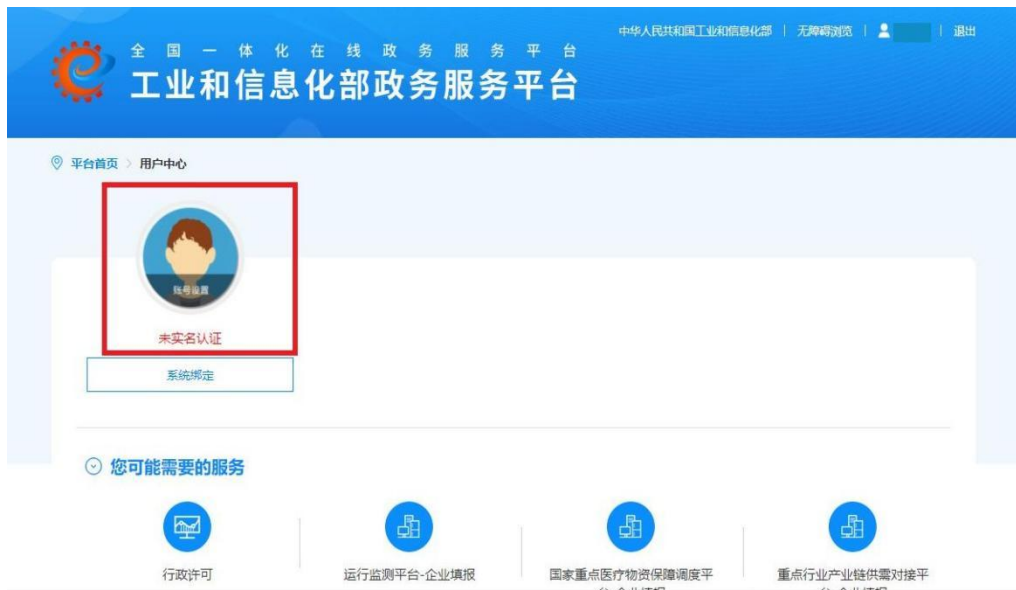 中华人民共和国工业和信息化部 | 无障碍浏览 | | 退出
全国一体化在线政务服务平台
工业和信息化部政务服务平台
平台首页 > 用户中心
账号设置
未实名认证
系统绑定
您可能需要的服务
行政许可
运行监测平台-企业填报
国家重点医疗物资保障调度平
重点行业产业链供需对接平